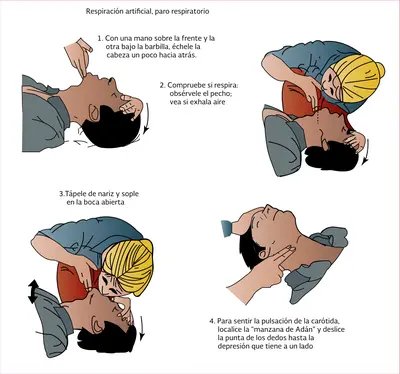 Respiración artificial, paro respiratorio
1. Con una mano sobre la frente y la
otra bajo la barbilla, échele la
cabeza un poco hacia atrás.
2. Compruebe si respira:
obsérvele el pecho;
vea si exhala aire
3.Tápele de nariz y sople
en la boca abierta
4. Para sentir la pulsación de la carótida,
localice la "manzana de Adán" y deslice
la punta de los dedos hasta la
depresión que tiene a un lado